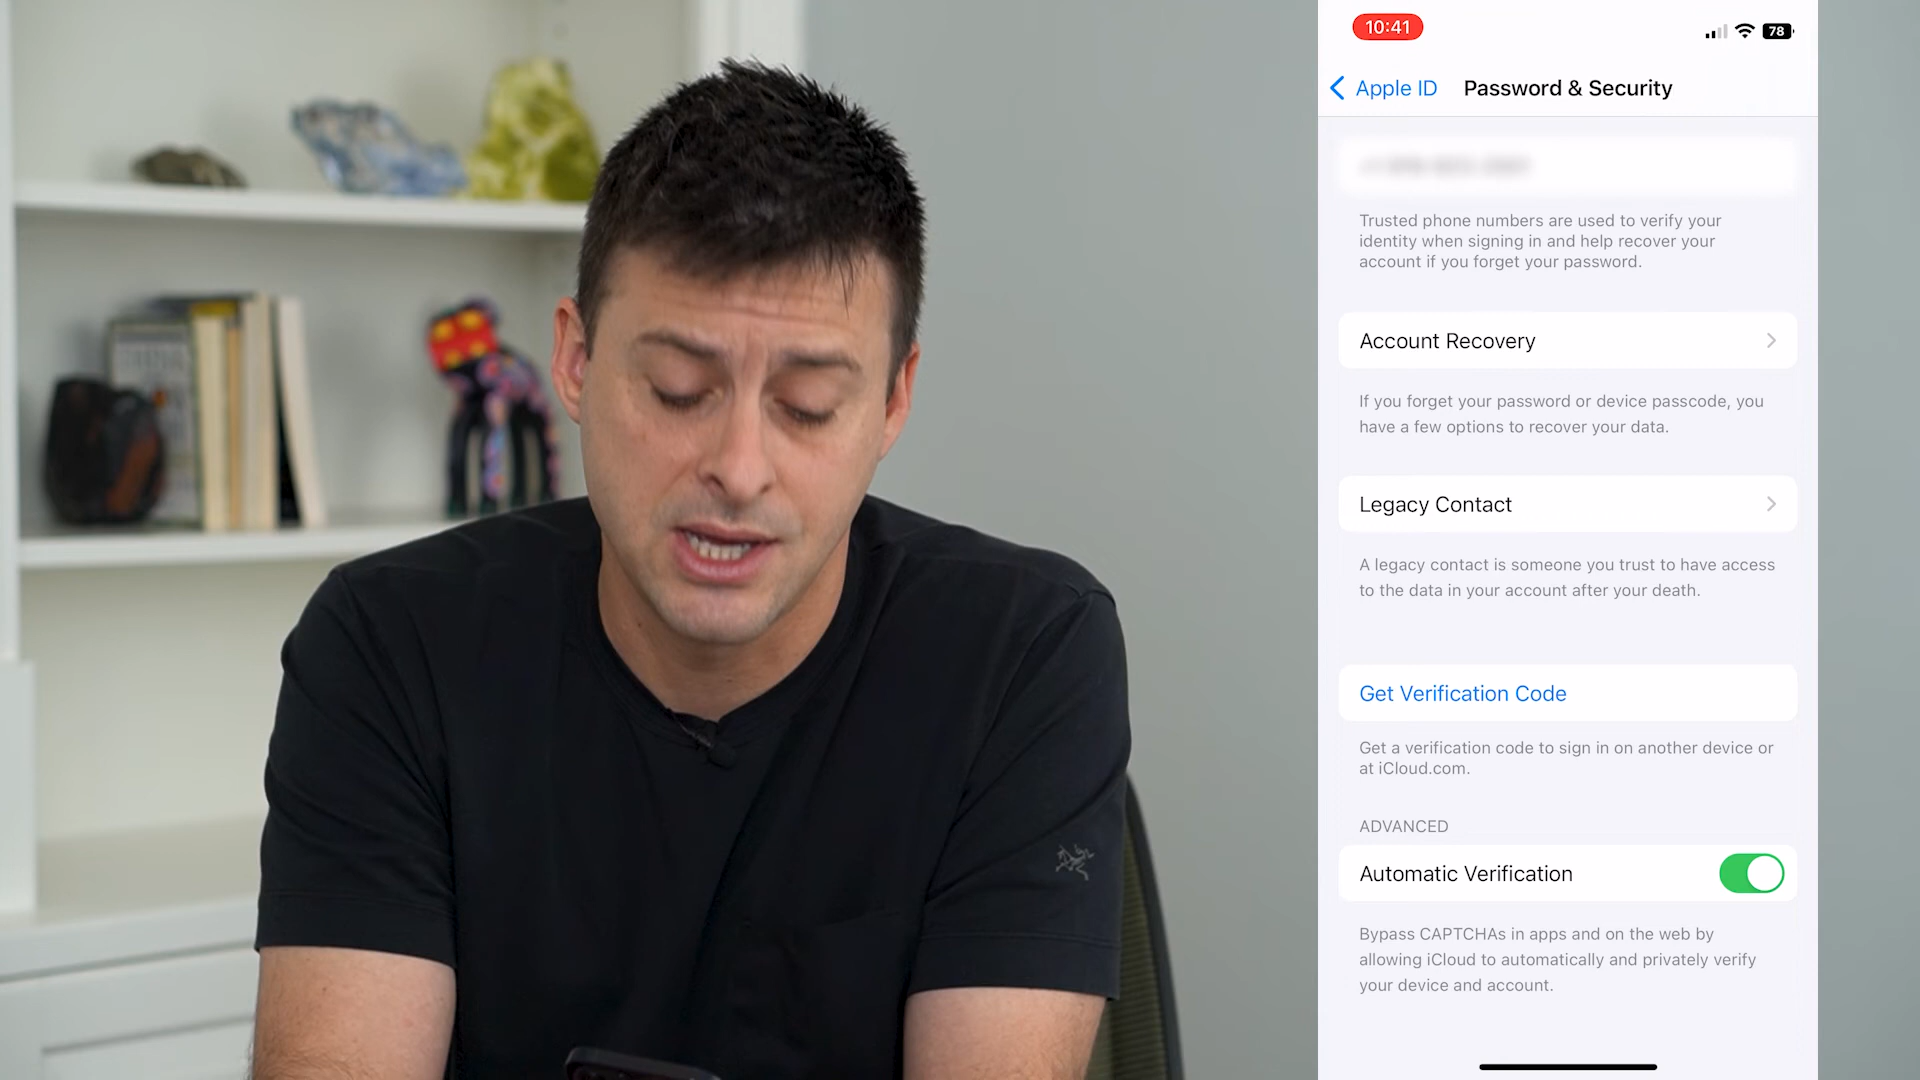 10:41
78
Apple ID
Password & Security
Trusted phone numbers are used to verify your
identity when signing in and help recover your
account if you forget your password.
Account Recovery
If you forget your password or device passcode, you
have a few options to recover your data.
Legacy Contact
A legacy contact is someone you trust to have access
to the data in your account after your death.
Get Verification Code
Get a verification code to sign in on another device or
at iCloud.com.
ADVANCED
Automatic Verification
Bypass CAPTCHAs in apps and on the web by
allowing iCloud to automatically and privately verify
your device and account.